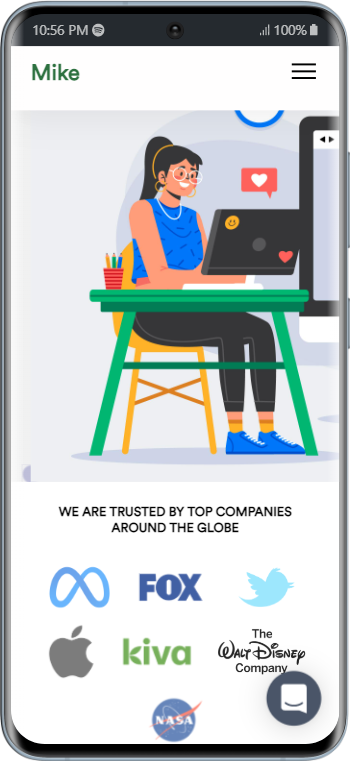 10:56 PM 100%
Mike
WE ARE TRUSTED BY TOP COMPANIES
AROUND THE GLOBE
FOX
kiva
The
WALT DISNEY
Company
NASA